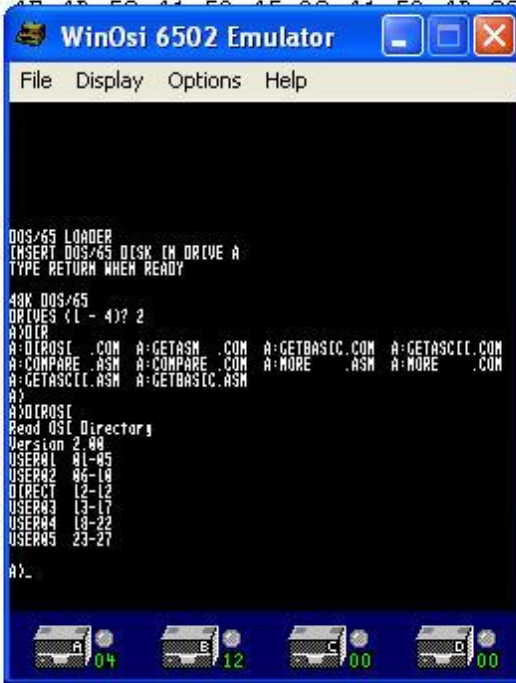 WinOsi 6502 Emulator
File Display Options Help
DOS/65 LOADER
INSERT DOS/65 DISK IN DRIVE A
TYPE RETURN WHEN READY
48K DOS/65
DRIVES (1 - 4)? 2
A>DIR
A:DIROSI .COM A:GETASM .COM A:GETBASIC.COM A:GETASCII.COM
A:COMPARE .ASM A:COMPARE .COM A:MORE .ASM A:MORE .COM
A:GETASCII.ASM A:GETBASIC.ASM
A>
A>DIROSI
Read OSI Directory
Version 2.00
USER01 01-05
USER02 06-10
DIRECT 12-12
USER03 13-17
USER04 18-22
USER05 23-27
A>_
A 04 B 12 C 00 D 00